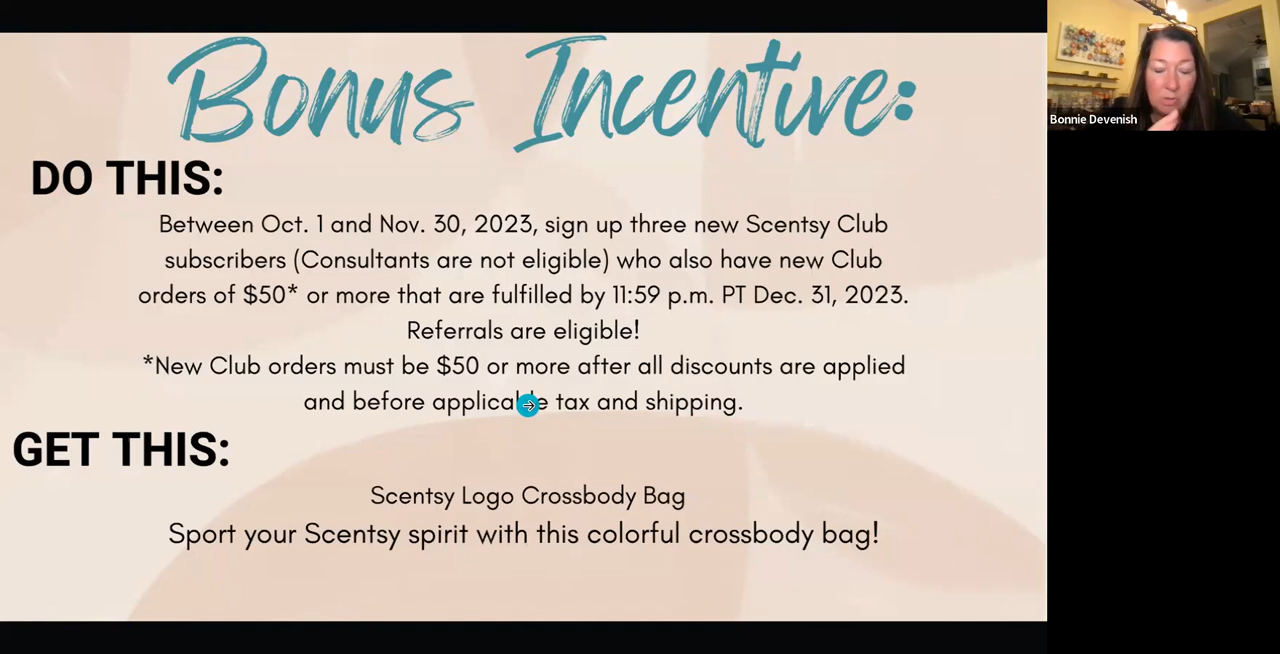 Bonus Incentive:
DO THIS:
Between Oct. 1 and Nov. 30, 2023, sign up three new Scentsy Club
subscribers (Consultants are not eligible) who also have new Club
orders of $50* or more that are fulfilled by 11:59 p.m. PT Dec. 31, 2023.
Referrals are eligible!
*New Club orders must be $50 or more after all discounts are applied
and before applicable tax and shipping.
GET THIS:
Scentsy Logo Crossbody Bag
Sport your Scentsy spirit with this colorful crossbody bag!
Bonnie Devenish